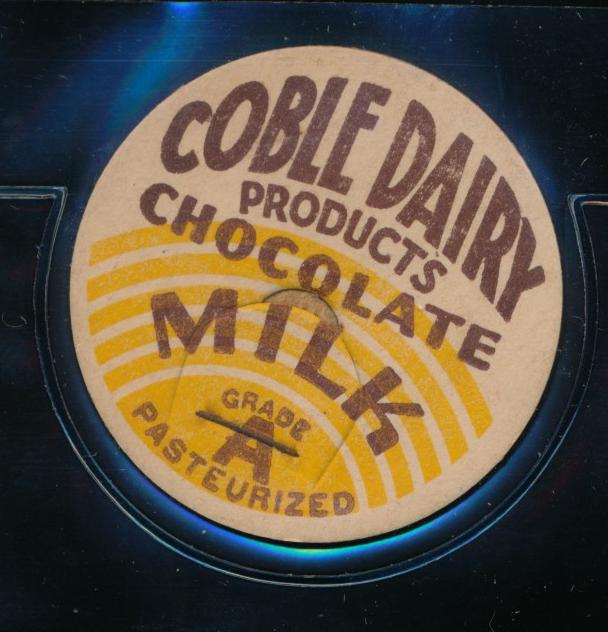 COBLE DAIRY
PRODUCTS
CHOCOLATE
MILK
GRADE
A
PASTEURIZED